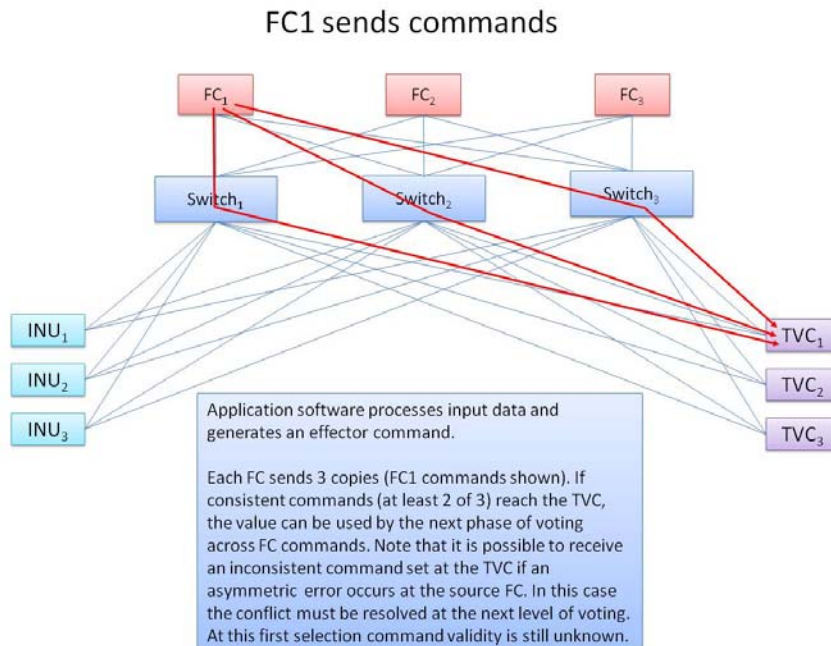 FC1 sends commands
FC₁
FC₂
FC₃
Switch₁
Switch₂
Switch₃
INU₁
TVC₁
INU₂
TVC₂
INU₃
TVC₃
Application software processes input data and
generates an effector command.
Each FC sends 3 copies (FC1 commands shown). If
consistent commands (at least 2 of 3) reach the TVC,
the value can be used by the next phase of voting
across FC commands. Note that it is possible to receive
an inconsistent command set at the TVC if an
asymmetric error occurs at the source FC. In this case
the conflict must be resolved at the next level of voting.
At this first selection command validity is still unknown.